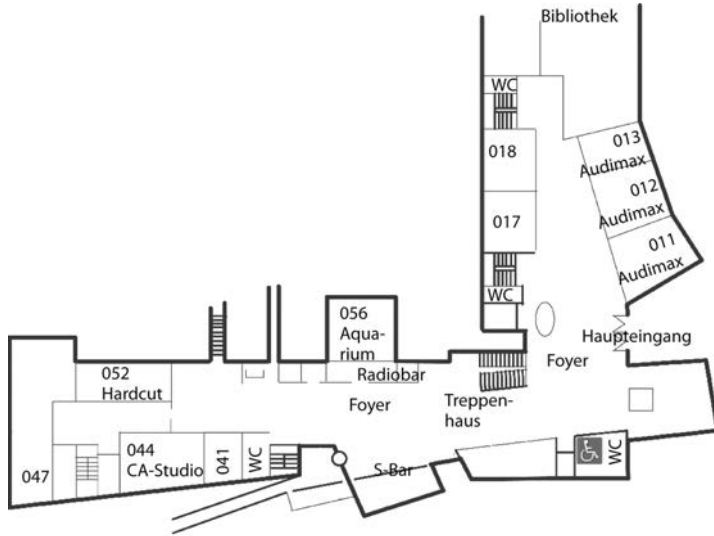 Bibliothek
WC
013
Audimax
018
012
Audimax
017
011
Audimax
WC
056
Aqua-
rium
Haupteingang
Foyer
052
Hardcut
Radiobar
Foyer
Treppen-
haus
044
CA-Studio
041
WC
S-Bar
WC
047